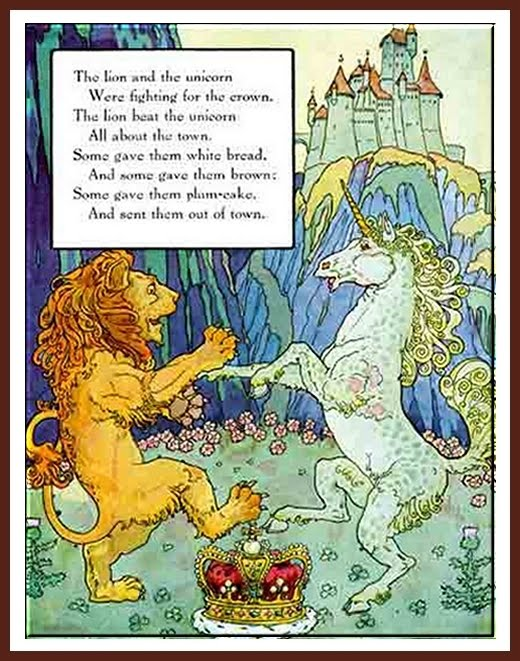 The lion and the unicorn
Were fighting for the crown.
The lion beat the unicorn
All about the town.
Some gave them white bread,
And some gave them brown;
Some gave them plum-cake,
And sent them out of town.